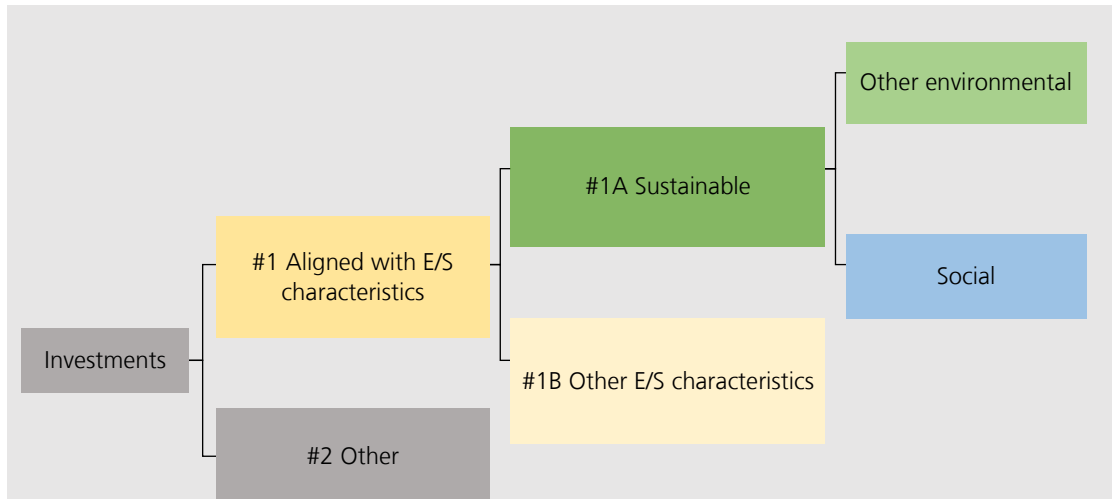 Investments
#1 Aligned with E/S
characteristics
#2 Other
#1A Sustainable
#1B Other E/S characteristics
Other environmental
Social